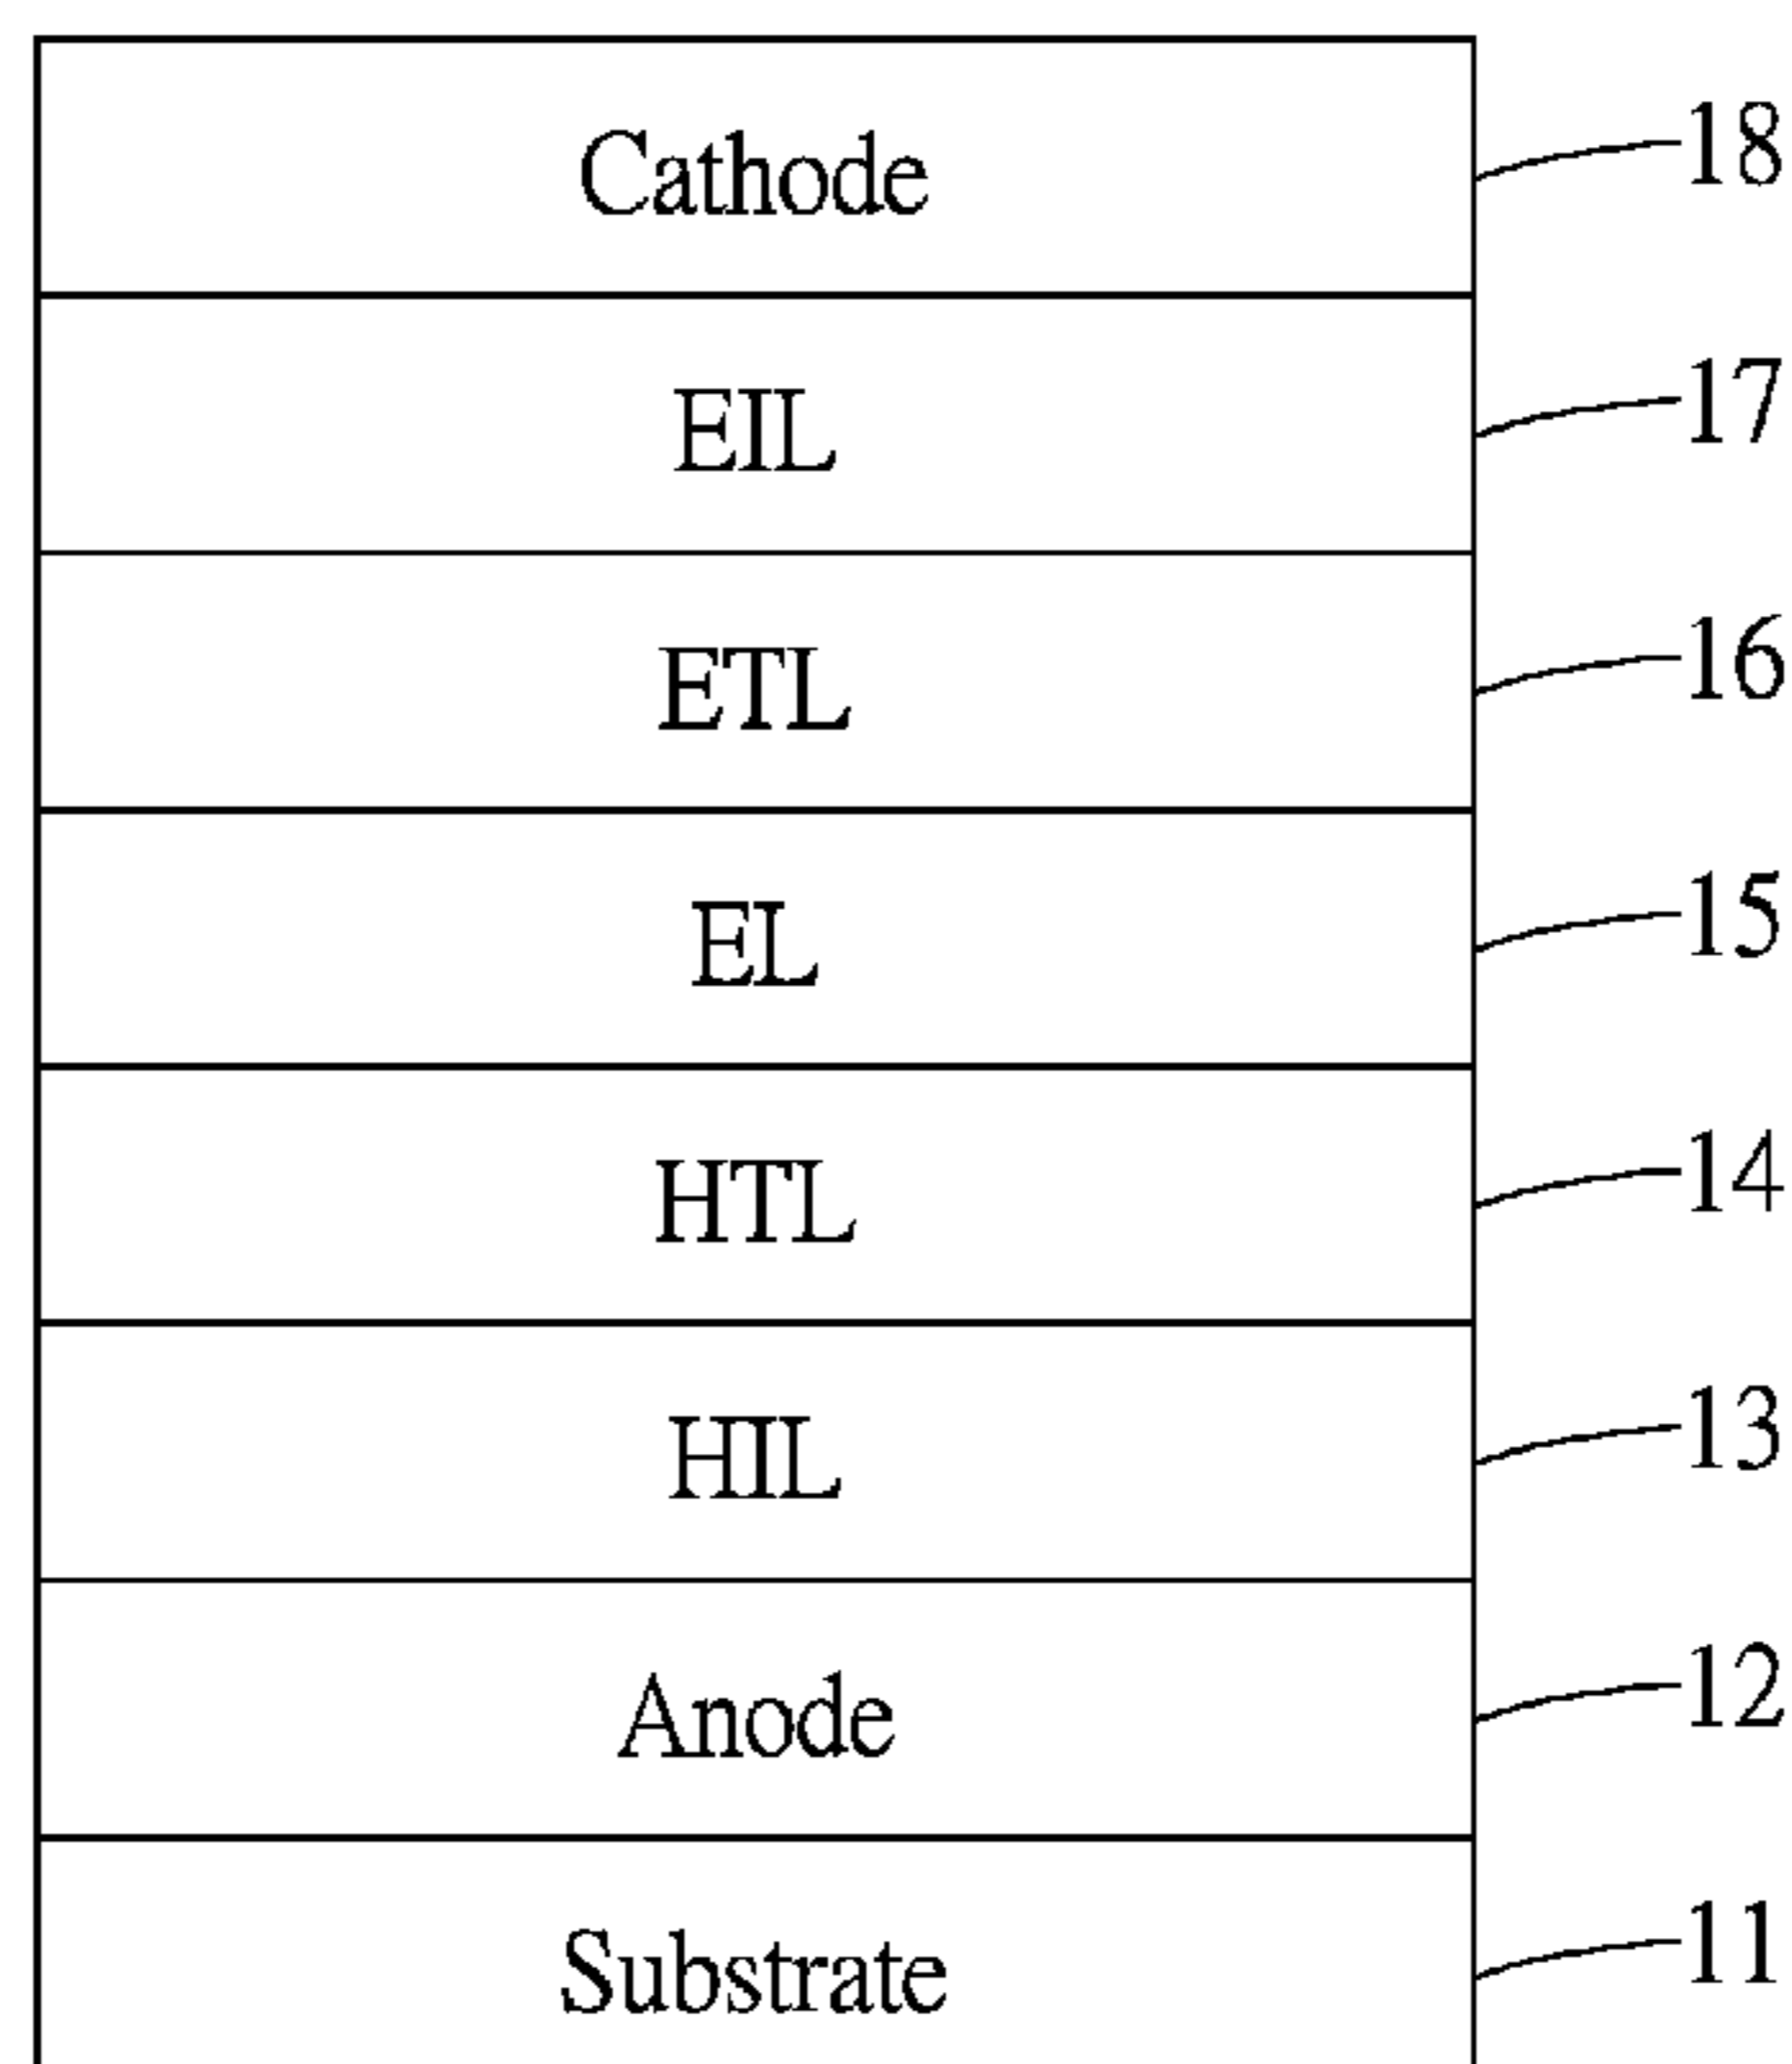 Cathode 18
EIL 17
ETL 16
EL 15
HTL 14
HIL 13
Anode 12
Substrate 11